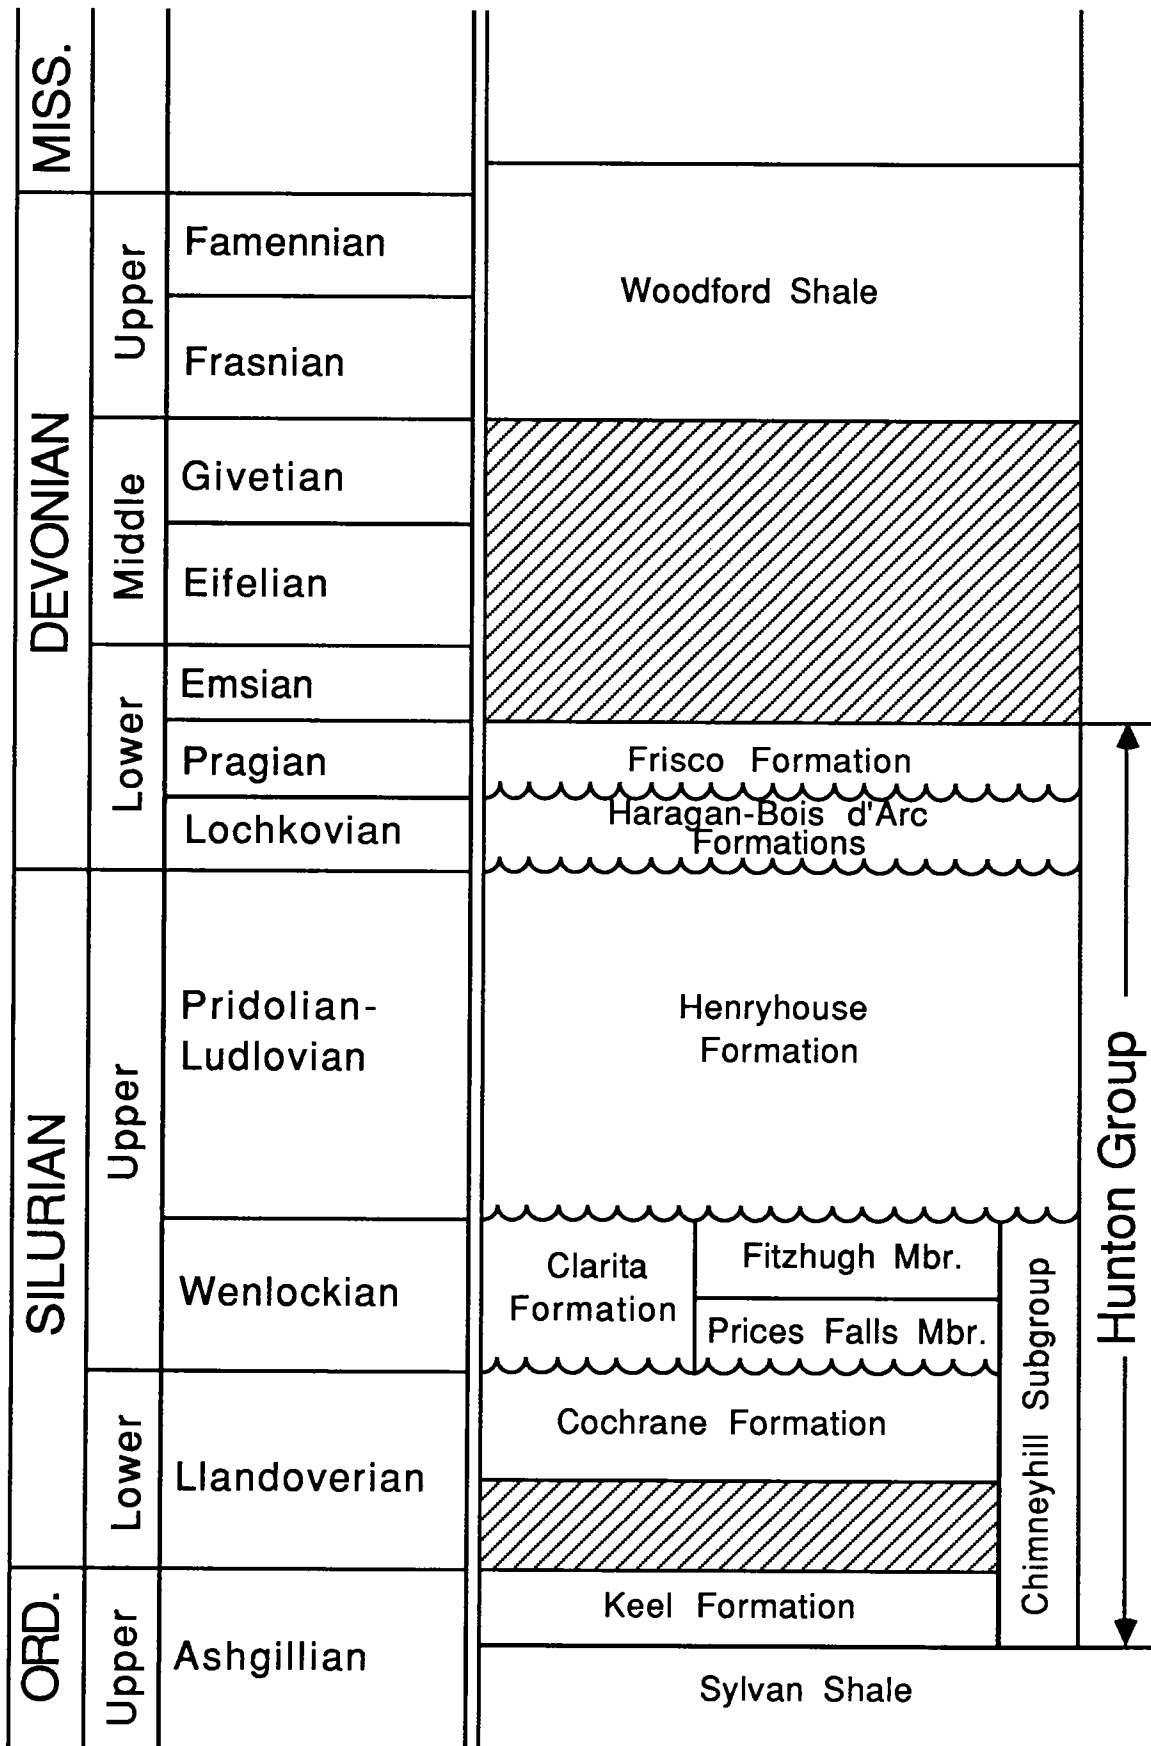 MISS.
DEVONIAN
SILURIAN
ORD.
Upper
Middle
Lower
Upper
Lower
Upper
Famennian
Frasnian
Givetian
Eifelian
Emsian
Pragian
Lochkovian
Pridolian-
Ludlovian
Wenlockian
Llandoverian
Ashgillian
Woodford Shale
Frisco Formation
Haragan-Bois d'Arc
Formations
Henryhouse
Formation
Clarita
Formation
Fitzhugh Mbr.
Prices Falls Mbr.
Cochrane Formation
Keel Formation
Sylvan Shale
Chimneyhill Subgroup
Hunton Group